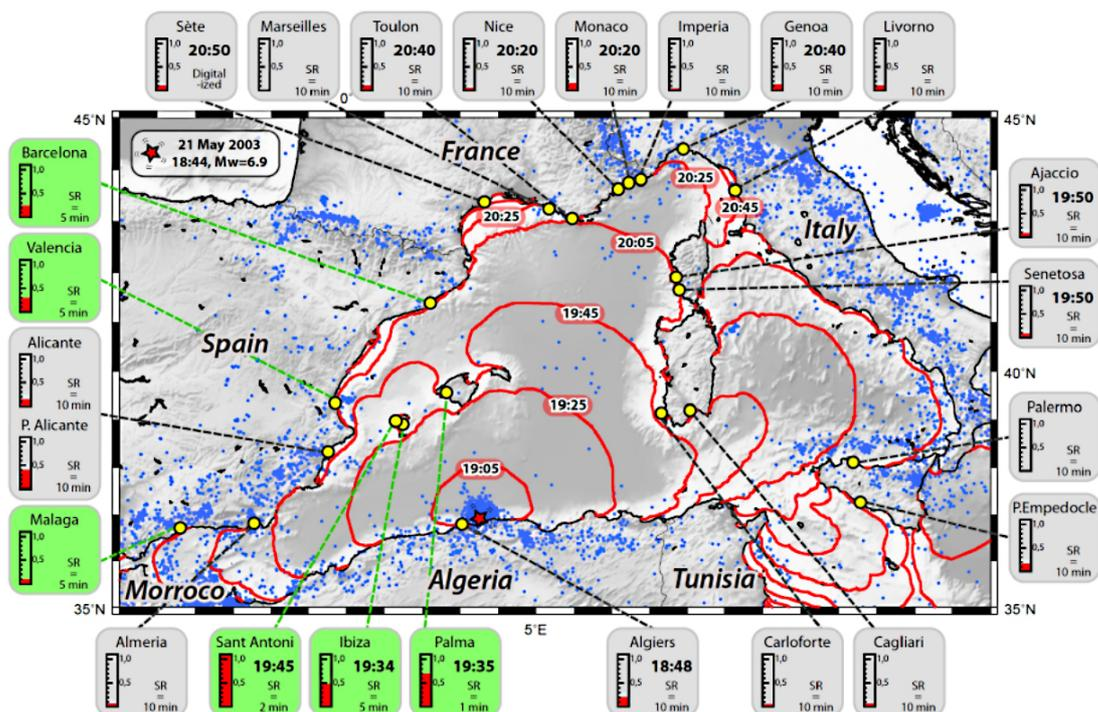 Sète
1,0
20:50
0,5
Digital
-ized
Marseilles
1,0
0,5
SR
=
10 min
Toulon
1,0
20:40
0,5
SR
=
10 min
Nice
1,0
20:20
0,5
SR
=
10 min
Monaco
1,0
20:20
0,5
SR
=
10 min
Imperia
1,0
0,5
SR
=
10 min
Genoa
1,0
20:40
0,5
SR
=
10 min
Livorno
1,0
0,5
SR
=
10 min
0°
45°N
45°N
21 May 2003
18:44, Mw=6.9
France
20:25
20:25
20:45
20:05
Italy
Barcelona
1,0
0,5
SR
=
5 min
Ajaccio
1,0
19:50
0,5
SR
=
10 min
Valencia
1,0
0,5
SR
=
5 min
Senetosa
1,0
19:50
0,5
SR
=
10 min
19:45
Spain
Alicante
1,0
0,5
SR
=
10 min
40°N
19:25
P. Alicante
1,0
0,5
SR
=
10 min
Palermo
1,0
0,5
SR
=
10 min
19:05
Malaga
1,0
0,5
SR
=
5 min
P.Empedocle
1,0
0,5
SR
=
10 min
Morroco
Algeria
Tunisia
35°N
35°N
5°E
Almeria
1,0
0,5
SR
=
10 min
Sant Antoni
1,0
19:45
0,5
SR
=
2 min
Ibiza
1,0
19:34
0,5
SR
=
5 min
Palma
1,0
19:35
0,5
SR
=
1 min
Algiers
1,0
18:48
0,5
SR
=
10 min
Carloforte
1,0
0,5
SR
=
10 min
Cagliari
1,0
0,5
SR
=
10 min